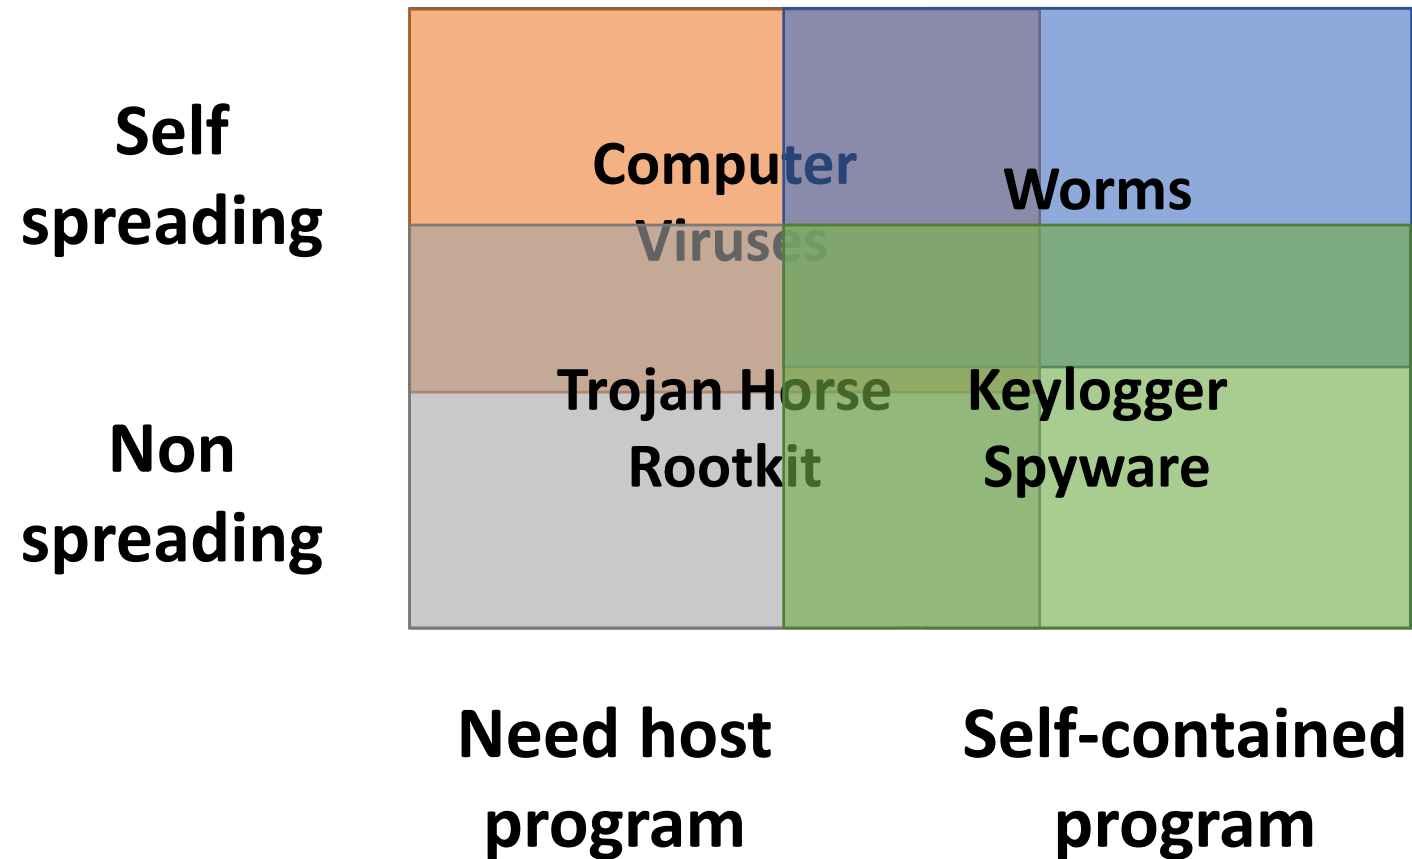 Self
spreading
Computer
Viruses
Worms
Non
spreading
Trojan Horse
Rootkit
Keylogger
Spyware
Need host
program
Self-contained
program